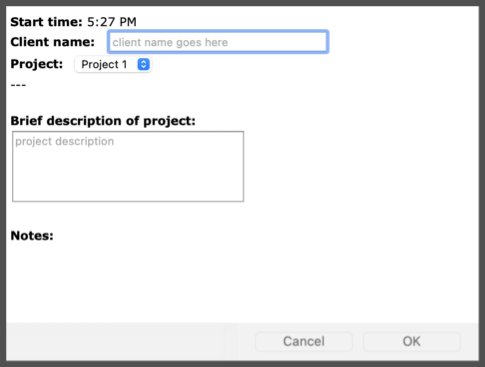 Start time: 5:27 PM
Client name: client name goes here
Project: Project 1
---
Brief description of project:
project description
Notes:
Cancel OK